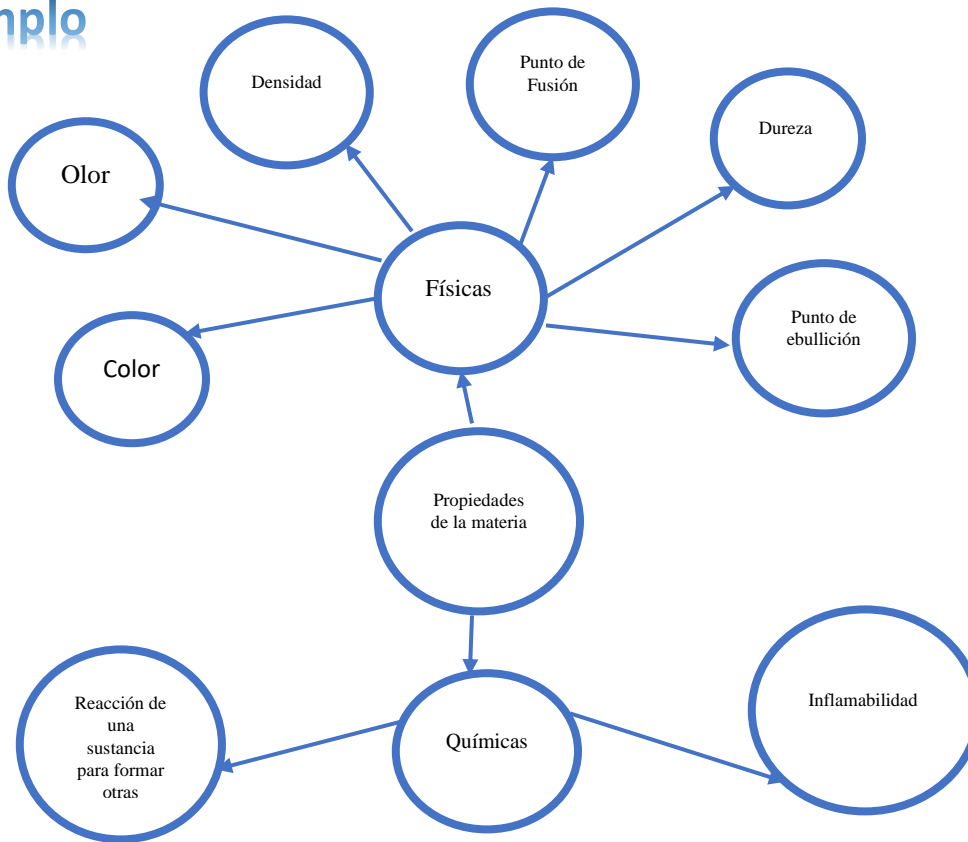 mplo
Densidad
Punto de
Fusión
Dureza
Olor
Físicas
Punto de
ebullición
Color
Propiedades
de la materia
Reacción de
una
sustancia
para formar
otras
Químicas
Inflamabilidad